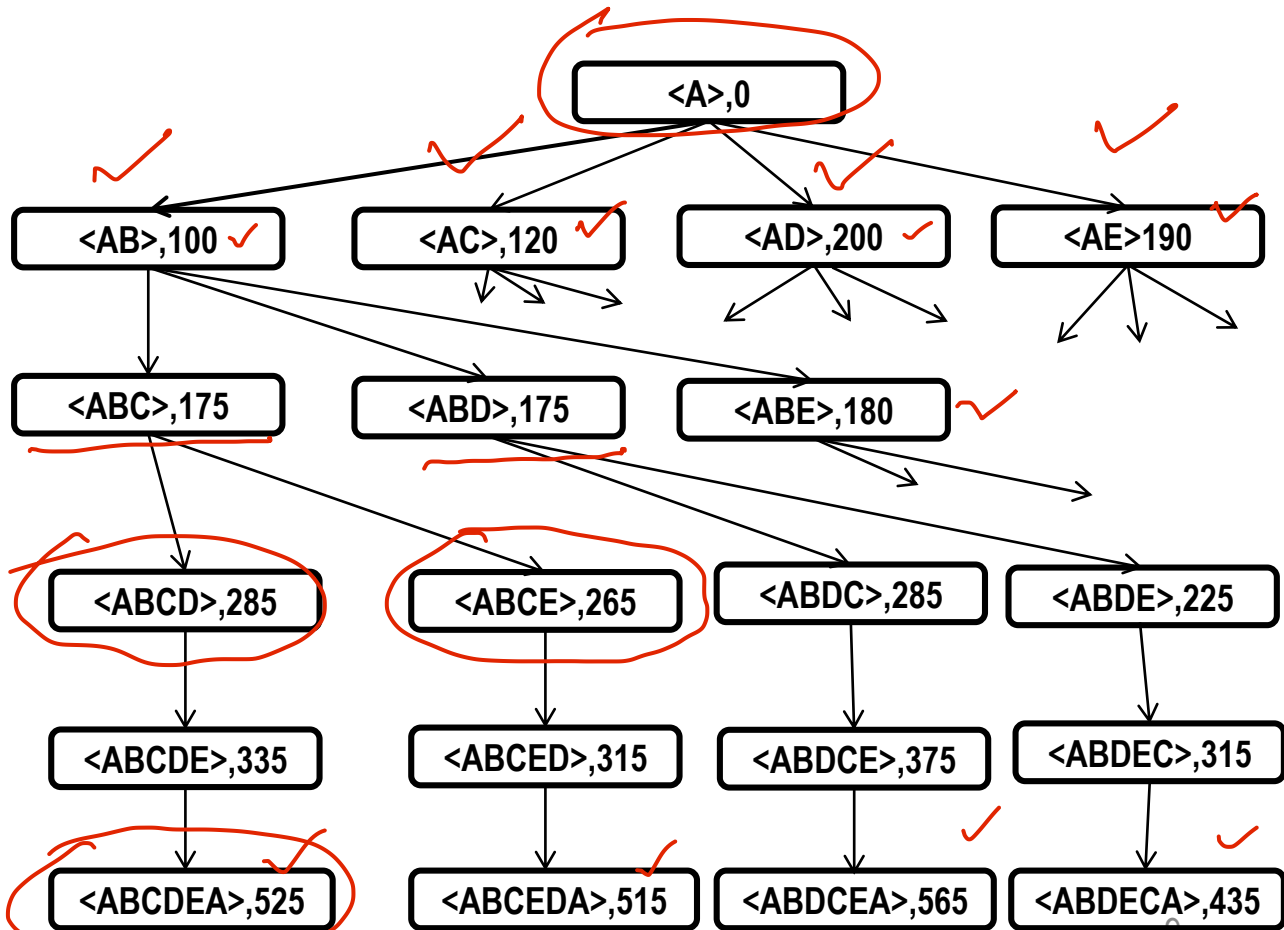 <A>,0
<AB>,100
<AC>,120
<AD>,200
<AE>190
<ABC>,175
<ABD>,175
<ABE>,180
<ABCD>,285
<ABCE>,265
<ABDC>,285
<ABDE>,225
<ABCDE>,335
<ABCED>,315
<ABDCE>,375
<ABDEC>,315
<ABCDEA>,525
<ABCEDA>,515
<ABDCEA>,565
<ABDECA>,435